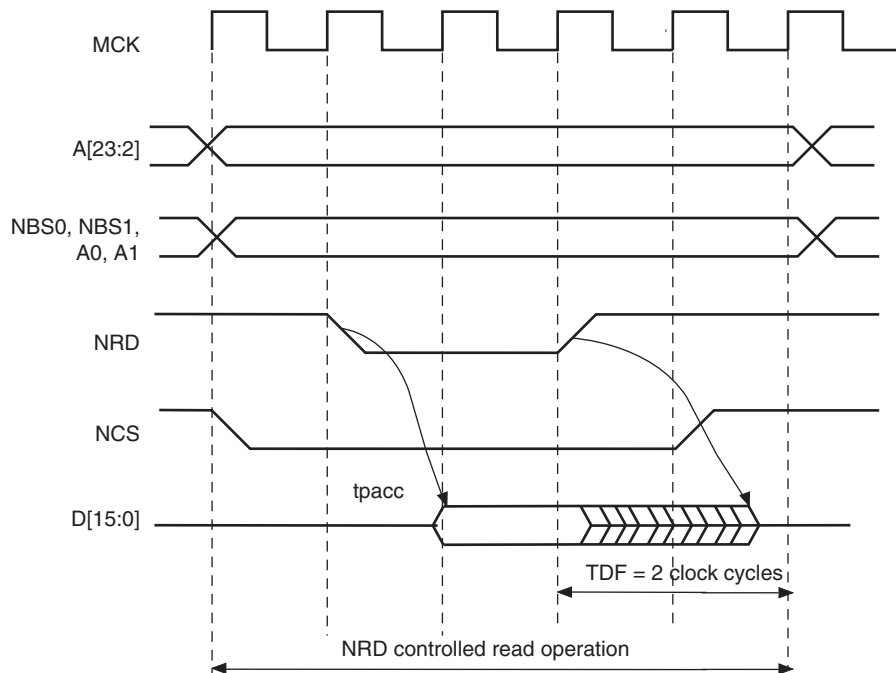 MCK
A[23:2]
NBS0, NBS1,
A0, A1
NRD
NCS
tpacc
D[15:0]
TDF = 2 clock cycles
NRD controlled read operation